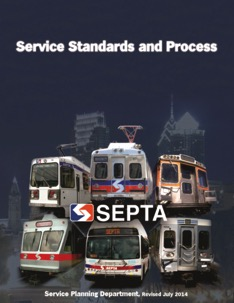 Service Standards and Process
SEPTA
Service Planning Department, Revised July 2014